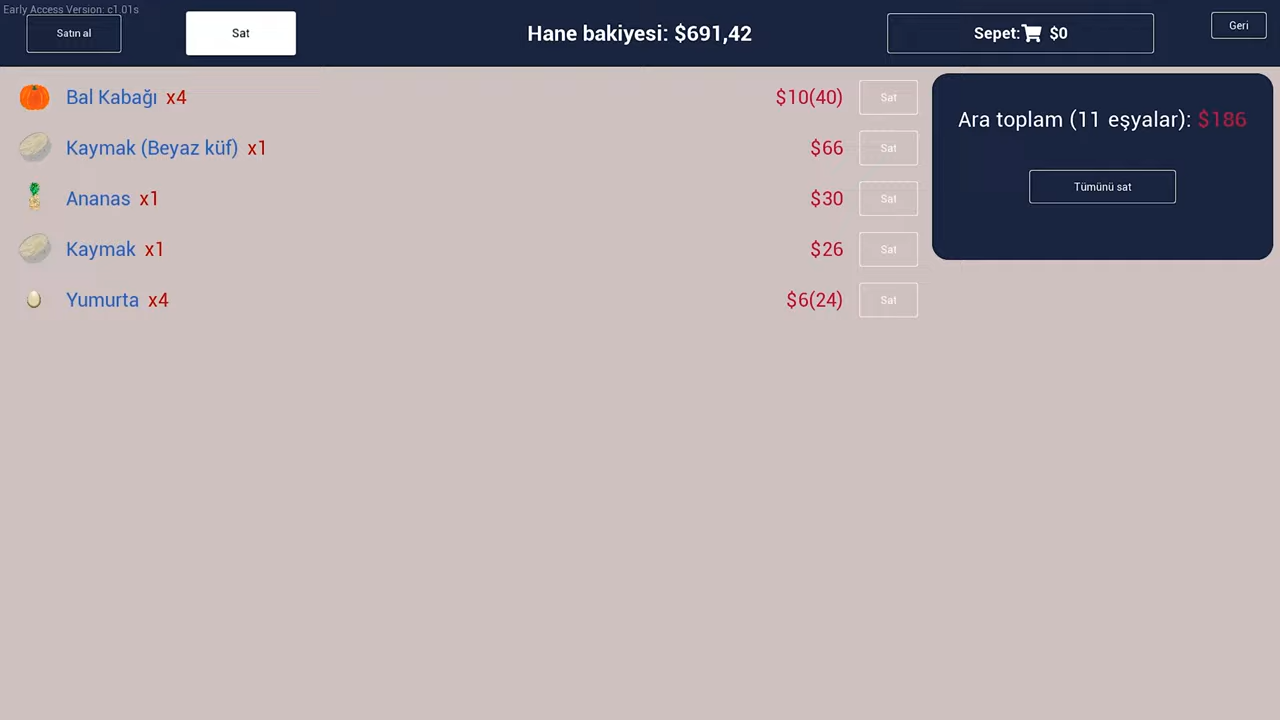 Early Access Version: c1.01s
Satın al
Sat
Hane bakiyesi: $691,42
Sepet: $0
Geri
Bal Kabağı x4 $10(40) Sat
Kaymak (Beyaz küf) x1 $66 Sat
Ananas x1 $30 Sat
Kaymak x1 $26 Sat
Yumurta x4 $6(24) Sat
Ara toplam (11 eşyalar): $186
Tümünü sat